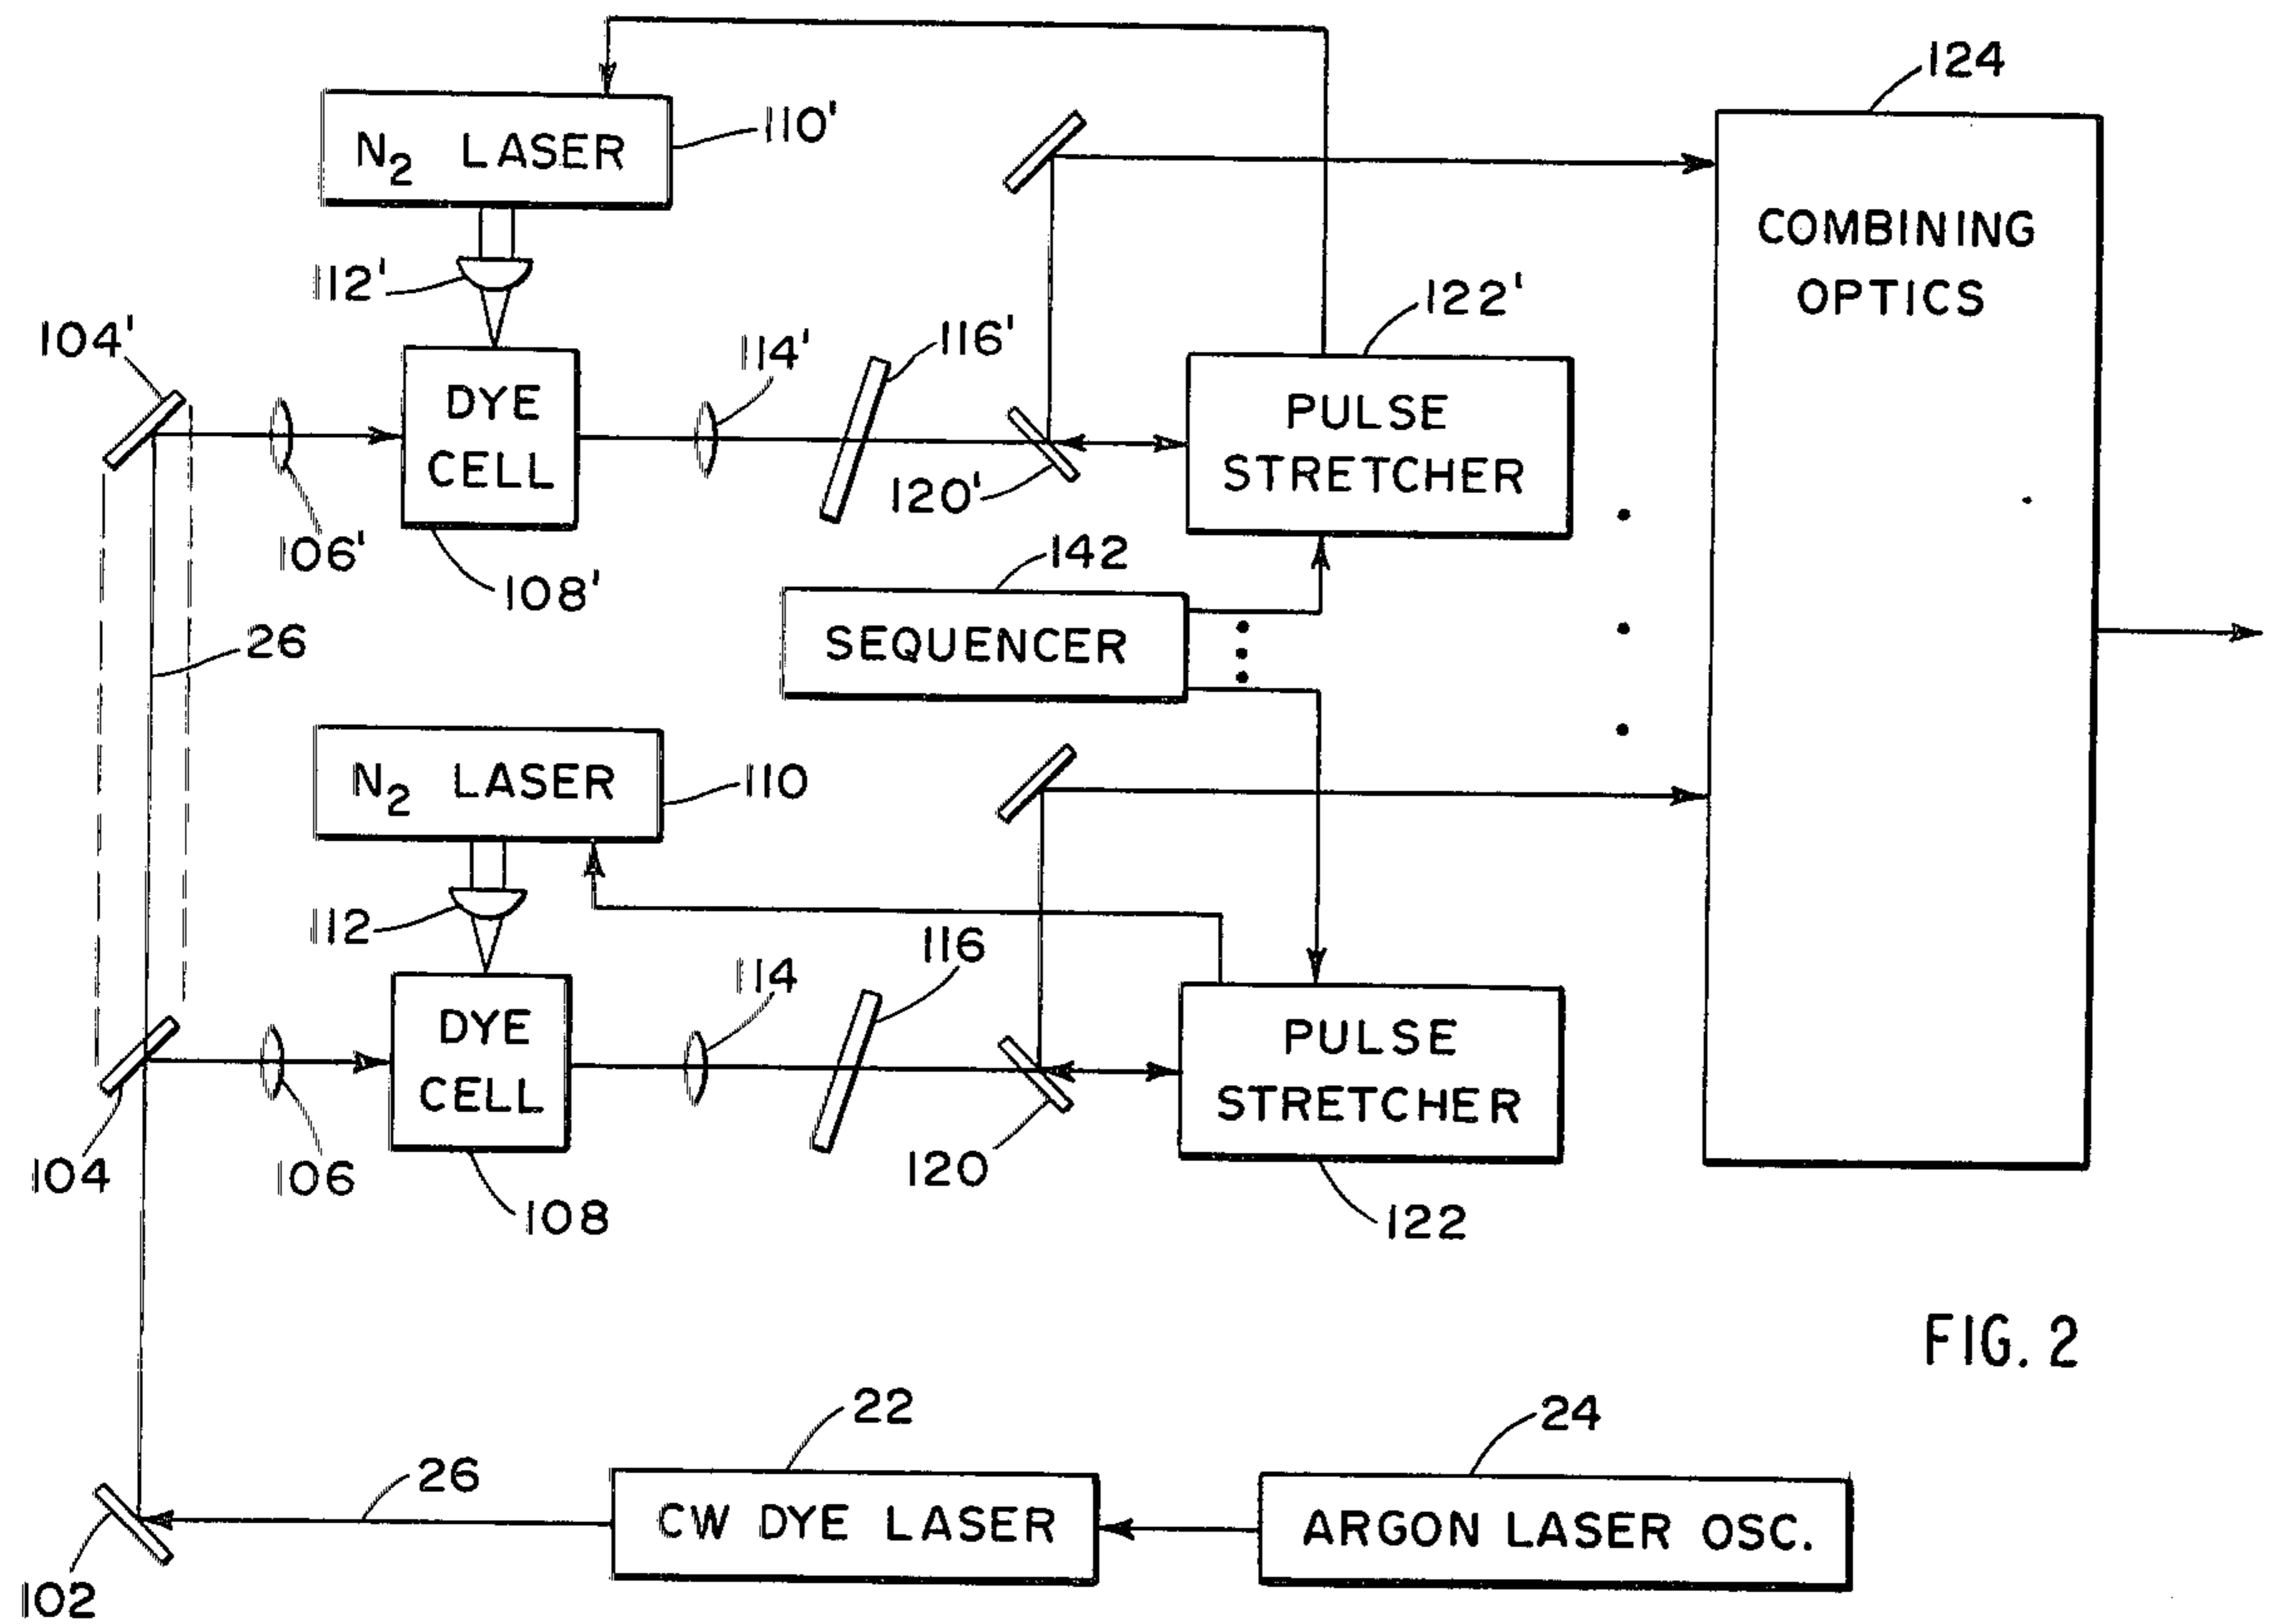 124
N2 LASER
110'
COMBINING
OPTICS
112'
122'
104'
114'
116'
DYE
CELL
PULSE
STRETCHER
120'
106'
108'
142
26
SEQUENCER
N2 LASER
110
112
116
114
DYE
CELL
PULSE
STRETCHER
104
106
120
108
122
FIG. 2
22
24
26
CW DYE LASER
ARGON LASER OSC.
102